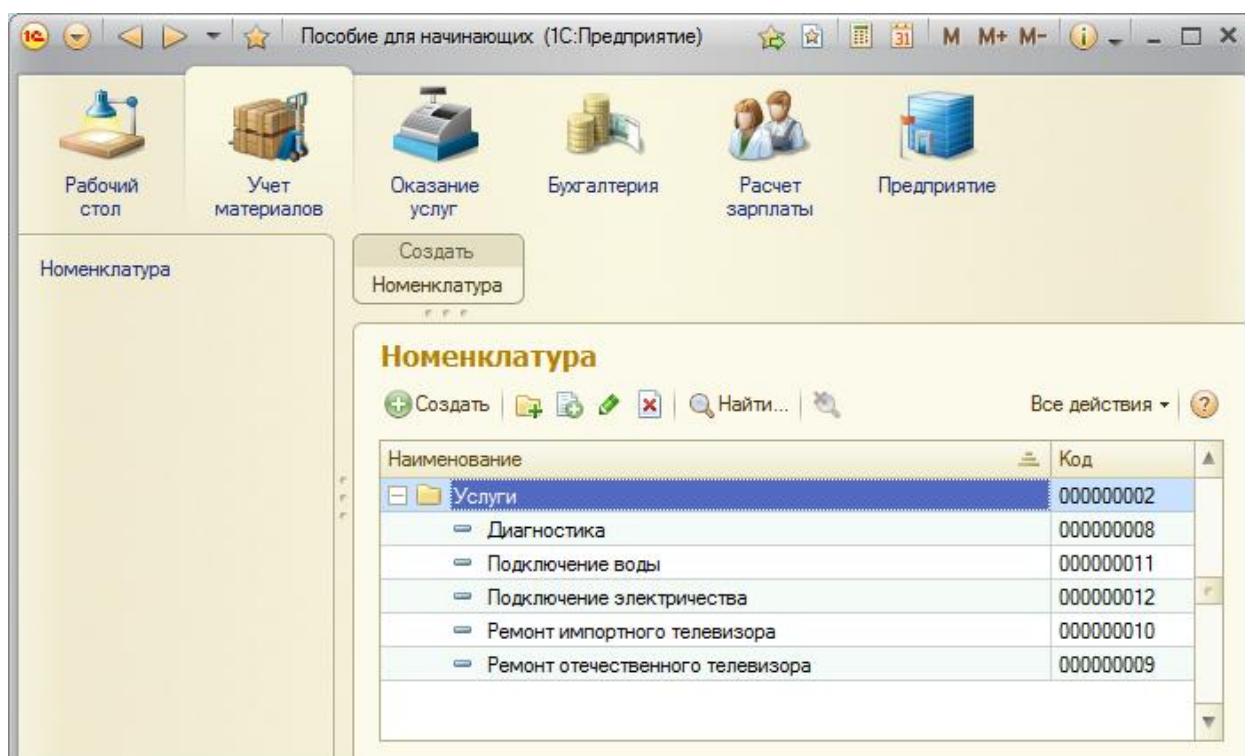 1С Пособие для начинающих (1С:Предприятие) 31 M M+ M-
Рабочий стол
Учет материалов
Оказание услуг
Бухгалтерия
Расчет зарплаты
Предприятие
Номенклатура
Создать
Номенклатура
Номенклатура
Создать Найти... Все действия ?
Наименование Код
Услуги 000000002
Диагностика 000000008
Подключение воды 000000011
Подключение электричества 000000012
Ремонт импортного телевизора 000000010
Ремонт отечественного телевизора 000000009